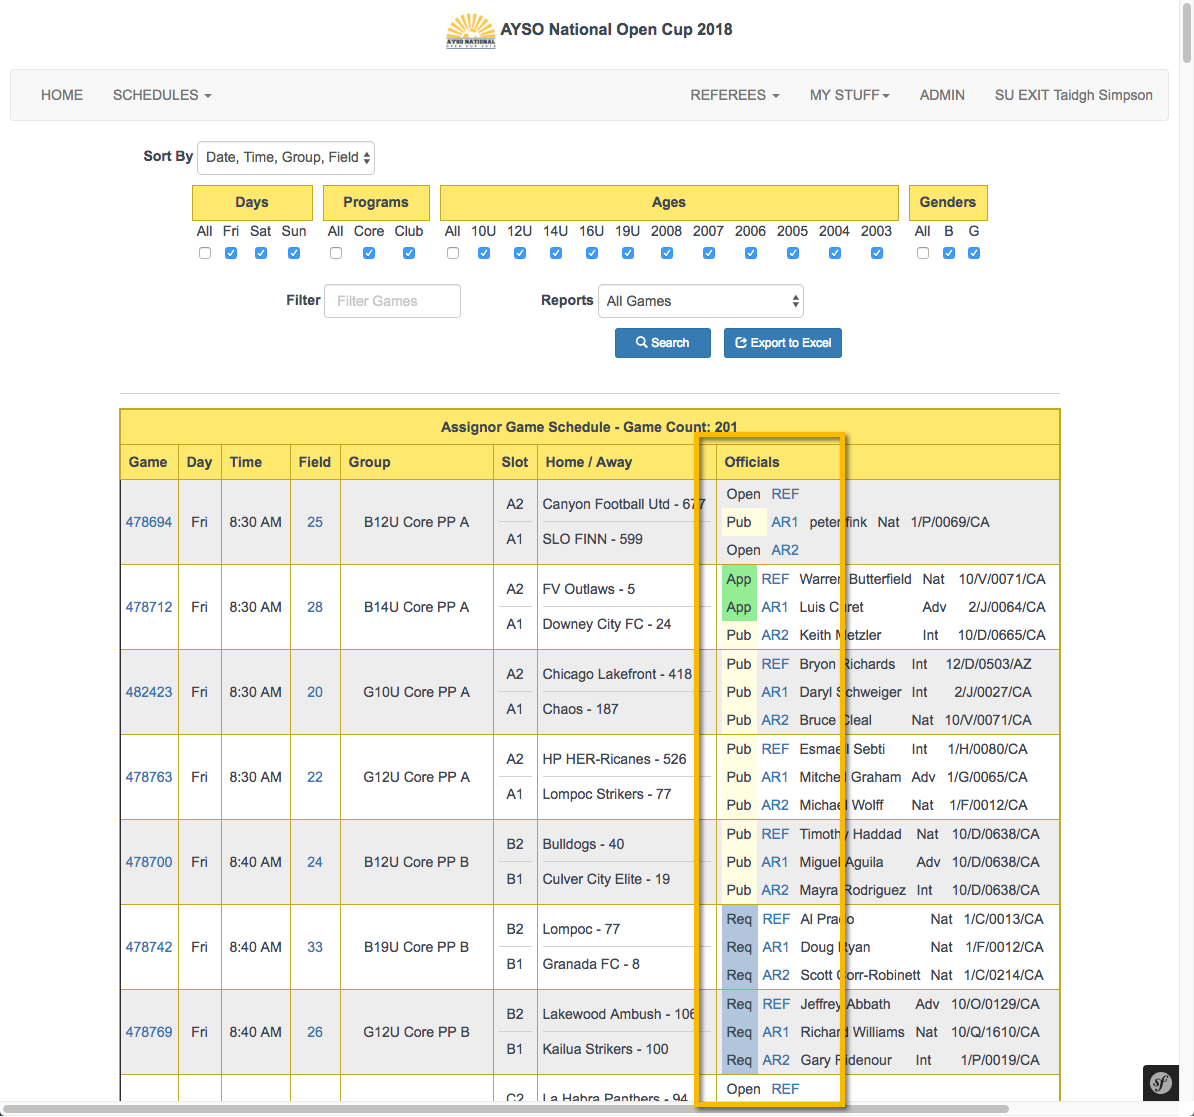 AYSO National Open Cup 2018
HOME SCHEDULES REFEREES MY STUFF ADMIN SU EXIT Taidgh Simpson
Sort By Date, Time, Group, Field
Days Programs Ages Genders
All Fri Sat Sun All Core Club All 10U 12U 14U 16U 19U 2008 2007 2006 2005 2004 2003 All B G
Filter Filter Games Reports All Games
Search Export to Excel
Assignor Game Schedule - Game Count: 201
Game Day Time Field Group Slot Home / Away Officials
478694 Fri 8:30 AM 25 B12U Core PP A
A2 Canyon Football Utd - 677
A1 SLO FINN - 599
Open REF
Pub AR1 peter fink Nat 1/P/0069/CA
Open AR2
478712 Fri 8:30 AM 28 B14U Core PP A
A2 FV Outlaws - 5
A1 Downey City FC - 24
App REF Warren Butterfield Nat 10/V/0071/CA
App AR1 Luis Adv 2/J/0064/CA
Pub AR2 Keith Metzler Int 10/D/0665/CA
482423 Fri 8:30 AM 20 G10U Core PP A
A2 Chicago Lakefront - 418
A1 Chaos - 187
Pub REF Bryon Richards Int 12/D/0503/AZ
Pub AR1 Daryl Schweiger Int 2/J/0027/CA
Pub AR2 Bruce Cleal Nat 10/V/0071/CA
478763 Fri 8:30 AM 22 G12U Core PP A
A2 HP HER-Ricanes - 526
A1 Lompoc Strikers - 77
Pub REF Esmaeil Sebti Int 1/H/0080/CA
Pub AR1 Mitchel Graham Adv 1/G/0065/CA
Pub AR2 Michael Wolff Nat 1/F/0012/CA
478700 Fri 8:40 AM 24 B12U Core PP B
B2 Bulldogs - 40
B1 Culver City Elite - 19
Pub REF Timothy Haddad Nat 10/D/0638/CA
Pub AR1 Miguel Aguila Adv 10/D/0638/CA
Pub AR2 Mayra Rodriguez Int 10/D/0638/CA
478742 Fri 8:40 AM 33 B19U Core PP B
B2 Lompoc - 77
B1 Granada FC - 8
Req REF Al Prado Nat 1/C/0013/CA
Req AR1 Doug Ryan Nat 1/F/0012/CA
Req AR2 Scott Nat 1/C/0214/CA
478769 Fri 8:40 AM 26 G12U Core PP B
B2 Lakewood Ambush - 106
B1 Kailua Strikers - 100
Req REF Jeffrey Abbath Adv 10/O/0129/CA
Req AR1 Richard Williams Nat 10/Q/1610/CA
Req AR2 Gary Ridenour Int 1/P/0019/CA
C2 La Habra Panthers - 94
Open REF